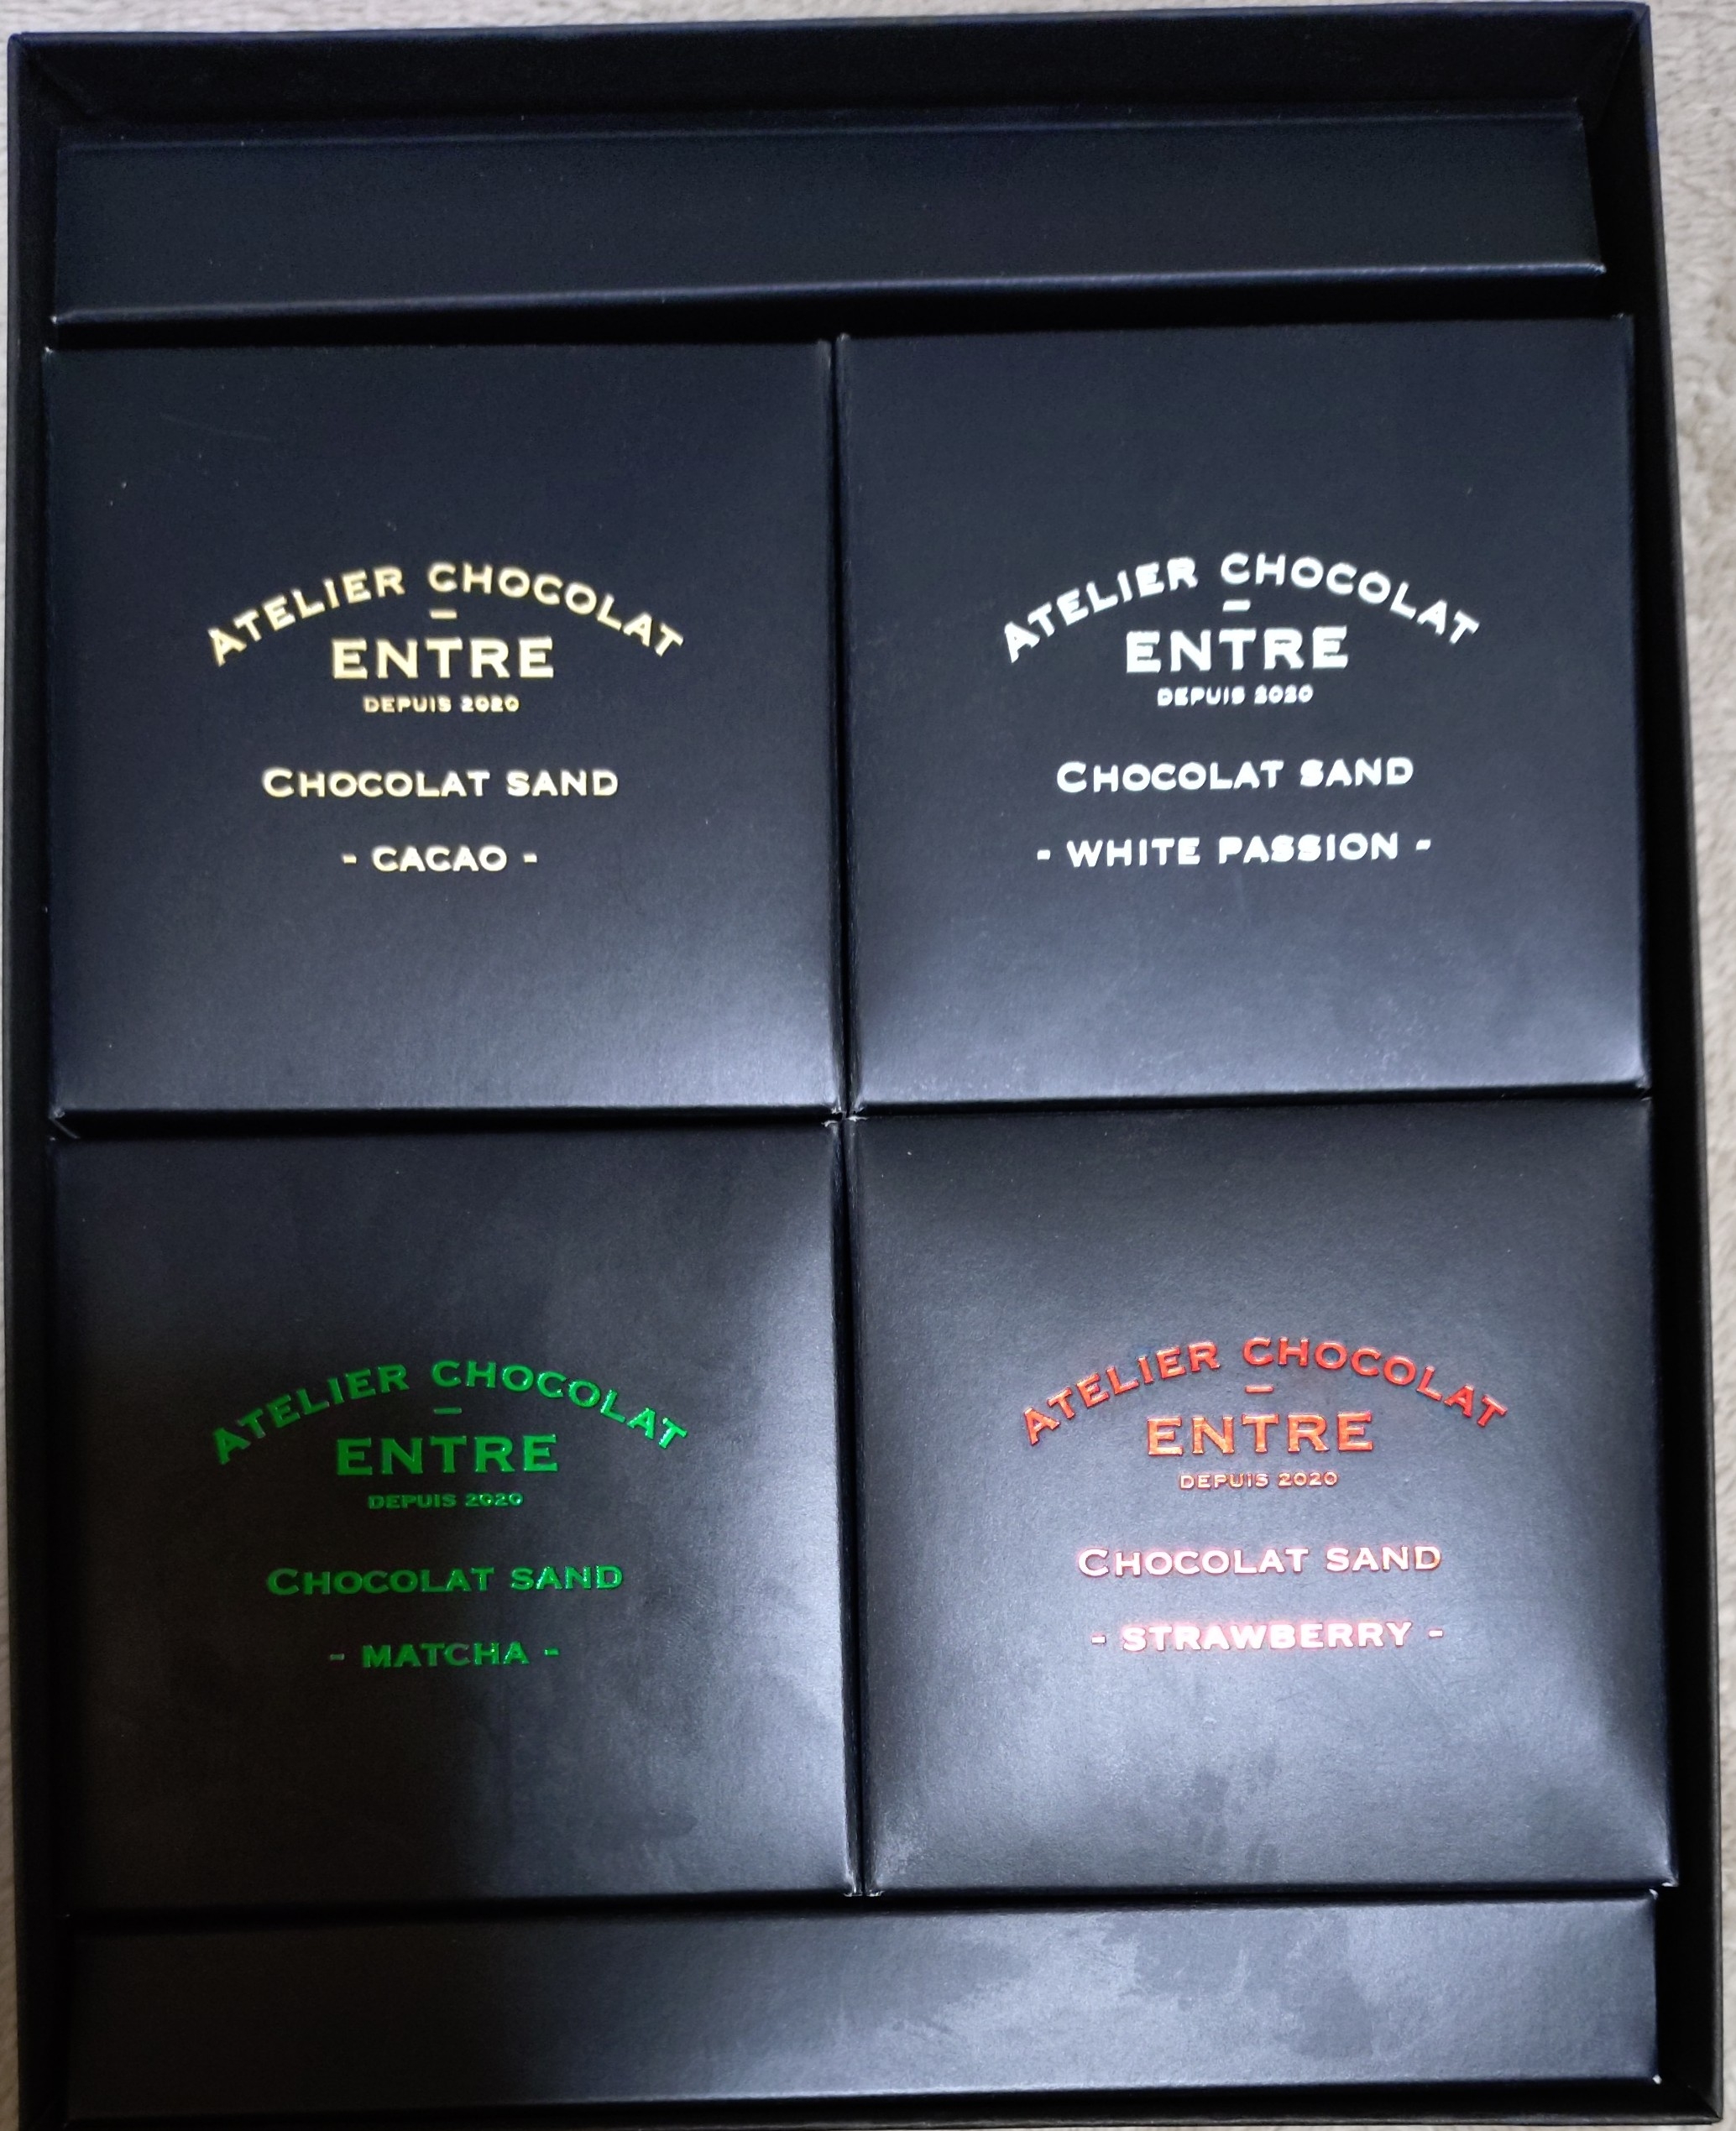 ATELIER CHOCOLAT
ENTRE
DEPUIS 2020
CHOCOLAT SAND
- CACAO -
ATELIER CHOCOLAT
ENTRE
DEPUIS 2020
CHOCOLAT SAND
- WHITE PASSION -
ATELIER CHOCOLAT
ENTRE
DEPUIS 2020
CHOCOLAT SAND
- MATCHA -
ATELIER CHOCOLAT
ENTRE
DEPUIS 2020
CHOCOLAT SAND
- STRAWBERRY -